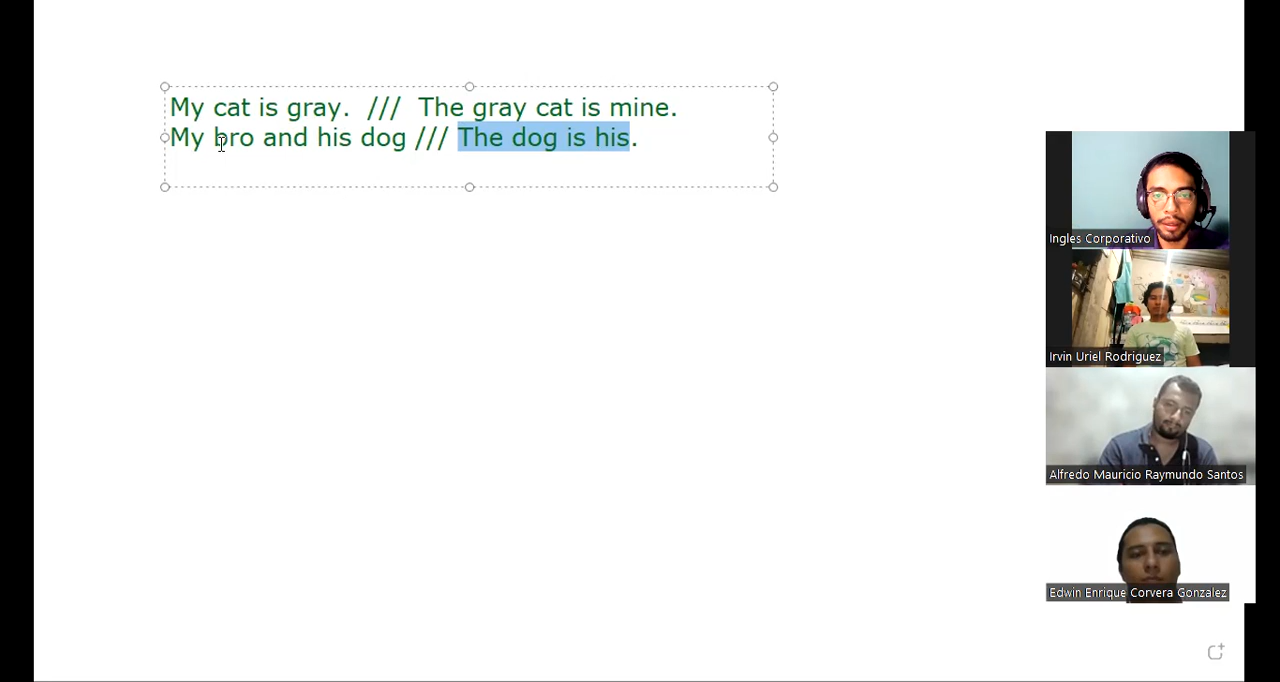 My cat is gray.  ///  The gray cat is mine.
My bro and his dog /// The dog is his.
Ingles Corporativo
Irvin Uriel Rodriguez
Alfredo Mauricio Raymundo Santos
Edwin Enrique Corvera Gonzalez